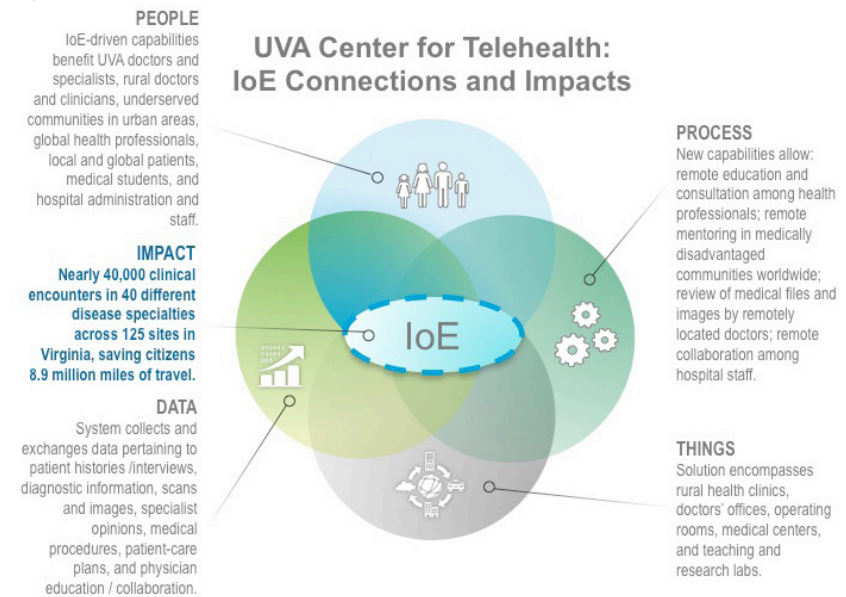 PEOPLE
IoE-driven capabilities
benefit UVA doctors and
specialists, rural doctors
and clinicians, underserved
communities in urban areas,
global health professionals,
local and global patients,
medical students, and
hospital administration and
staff.
UVA Center for Telehealth:
IoE Connections and Impacts
IMPACT
Nearly 40,000 clinical
encounters in 40 different
disease specialties
across 125 sites in
Virginia, saving citizens
8.9 million miles of travel.
DATA
System collects and
exchanges data pertaining to
patient histories /interviews,
diagnostic information, scans
and images, specialist
opinions, medical
procedures, patient-care
plans, and physician
education / collaboration.
IoE
010101
41001
001
PROCESS
New capabilities allow:
remote education and
consultation among health
professionals; remote
mentoring in medically
disadvantaged
communities worldwide;
review of medical files and
images by remotely
located doctors; remote
collaboration among
hospital staff.
THINGS
Solution encompasses
rural health clinics,
doctors' offices, operating
rooms, medical centers,
and teaching and
research labs.